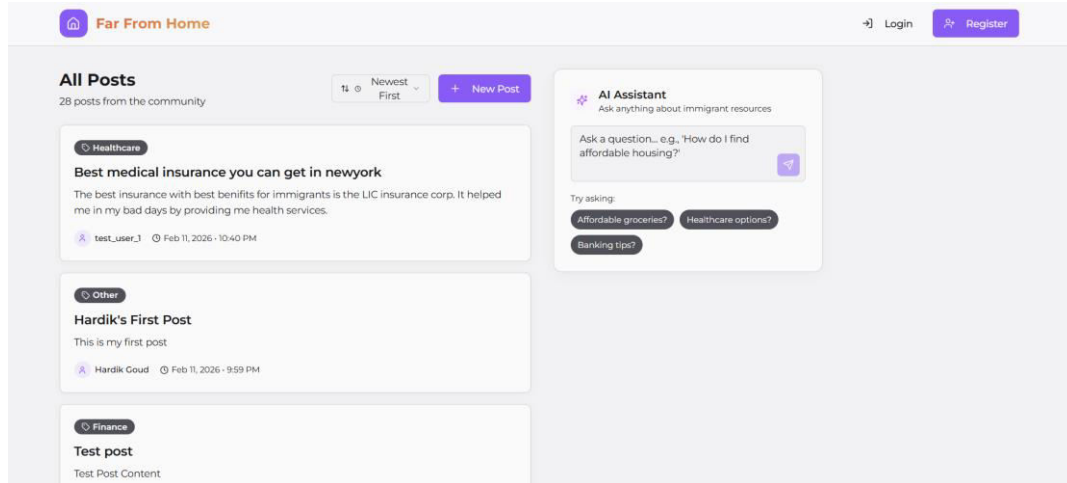 Far From Home
Login
Register
All Posts
28 posts from the community
Newest
First
New Post
Healthcare
Best medical insurance you can get in newyork
The best insurance with best benifits for immigrants is the LIC insurance corp. It helped
me in my bad days by providing me health services.
test_user_1 Feb 11, 2026 • 10:40 PM
Other
Hardik's First Post
This is my first post
Hardik Goud Feb 11, 2026 • 9:59 PM
Finance
Test post
Test Post Content
AI Assistant
Ask anything about immigrant resources
Ask a question... e.g., 'How do I find
affordable housing?'
Try asking:
Affordable groceries? Healthcare options?
Banking tips?